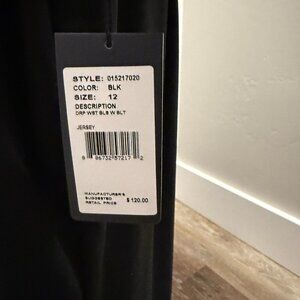 STYLE: 015217020
COLOR: BLK
SIZE: 12
DESCRIPTION
DRP WST SLS W BLT
JERSEY
MANUFACTURER'S
SUGGESTED
RETAIL PRICE
$ 120.00